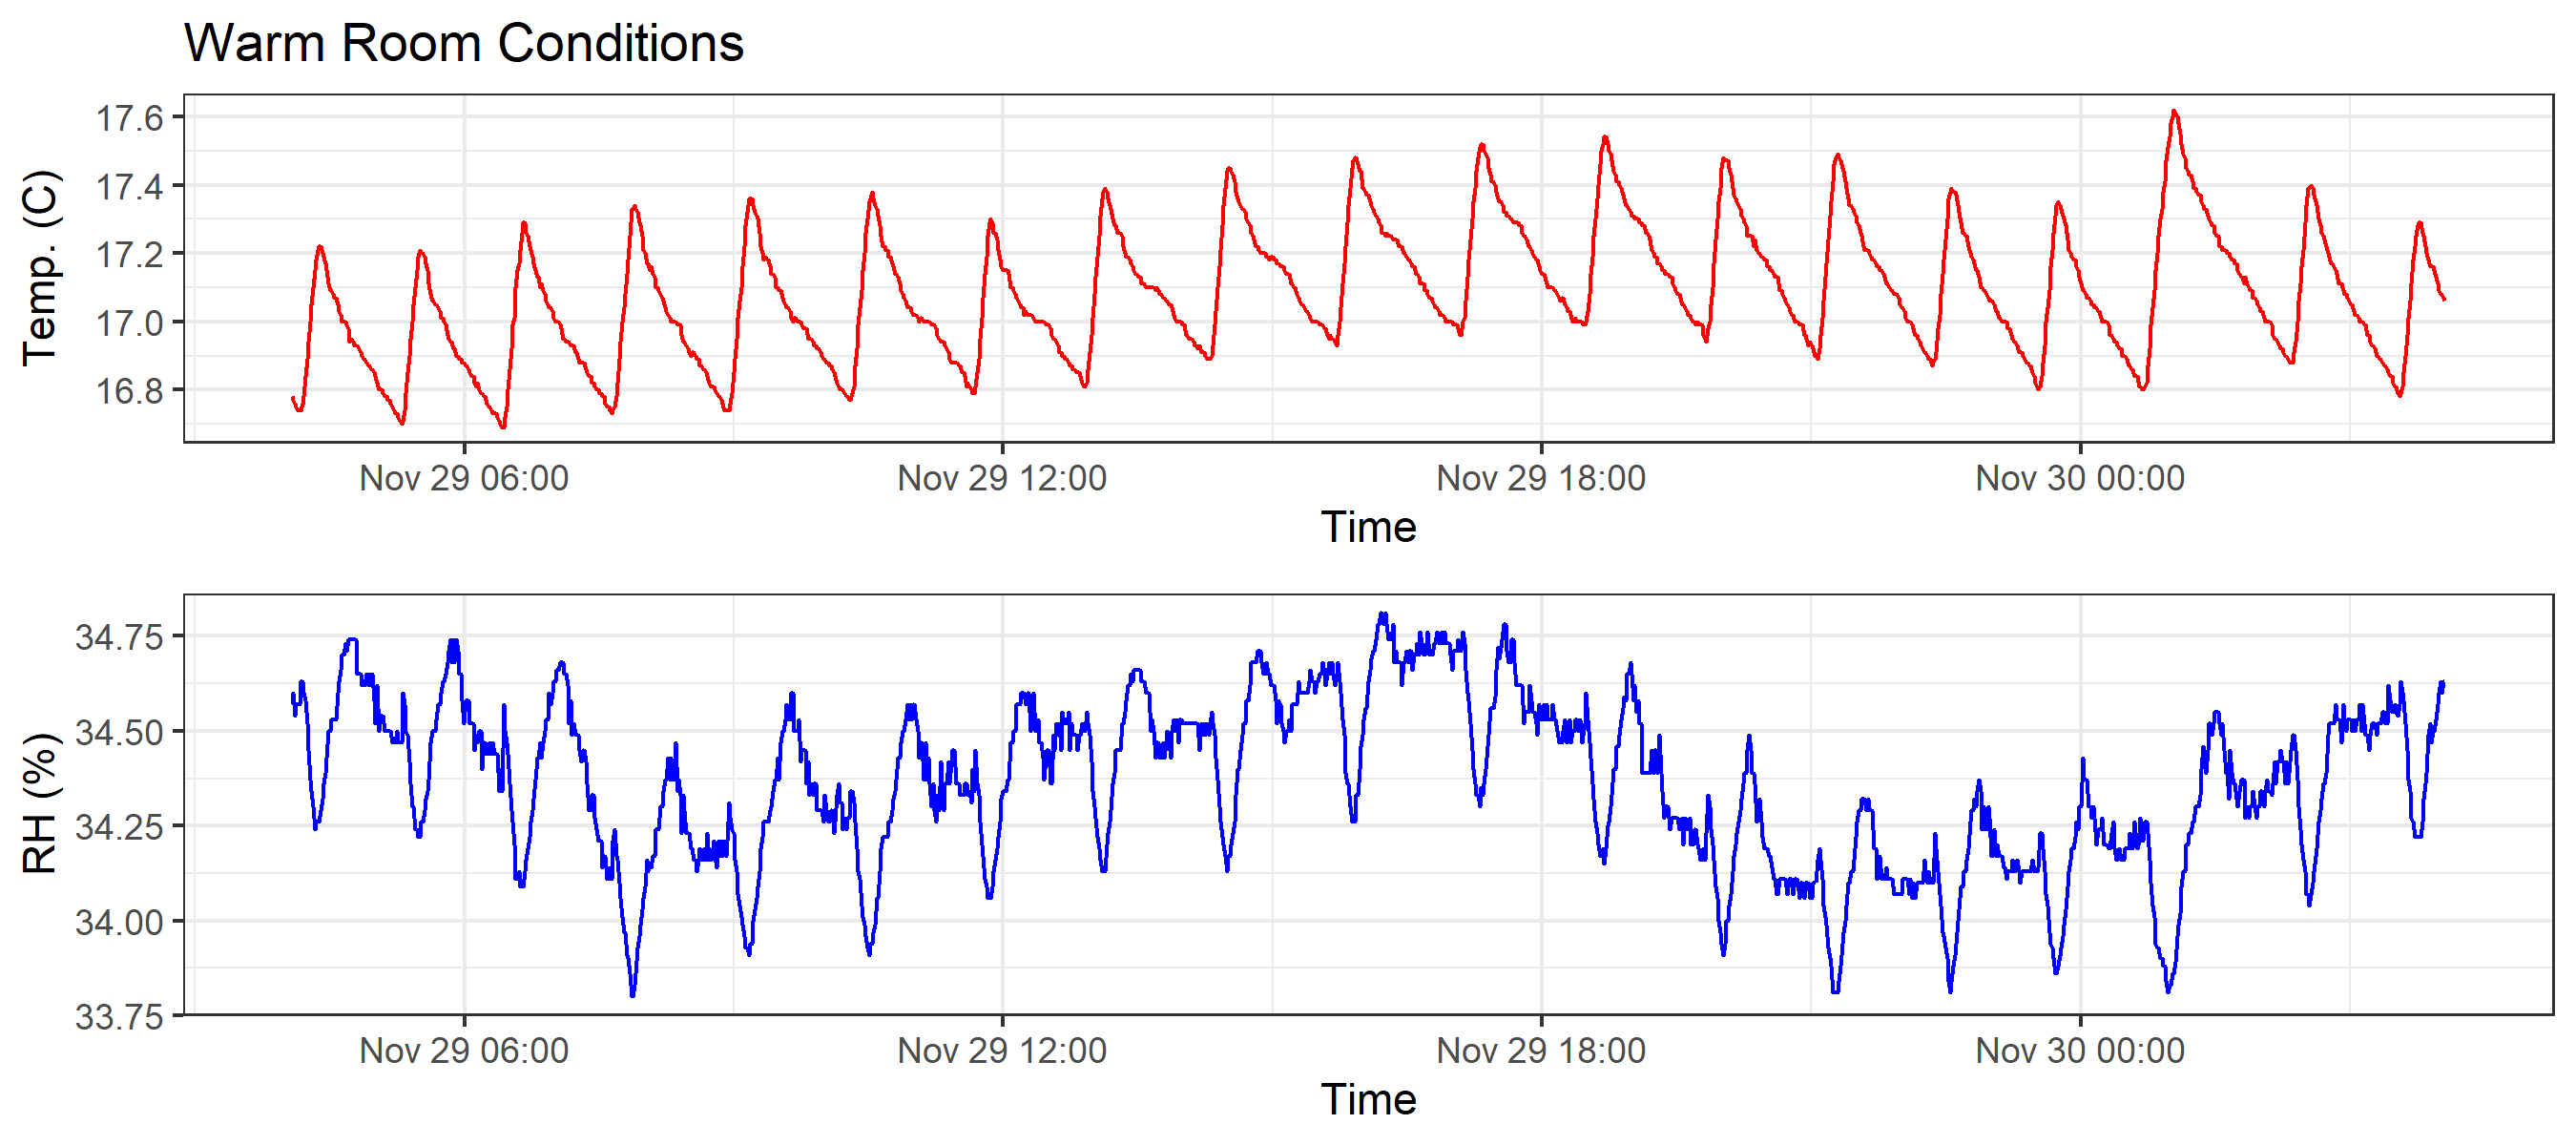 Warm Room Conditions
Temp. (C)
17.6
17.4
17.2
17.0
16.8
Nov 29 06:00 Nov 29 12:00 Nov 29 18:00 Nov 30 00:00
Time
RH (%)
34.75
34.50
34.25
34.00
33.75
Nov 29 06:00 Nov 29 12:00 Nov 29 18:00 Nov 30 00:00
Time